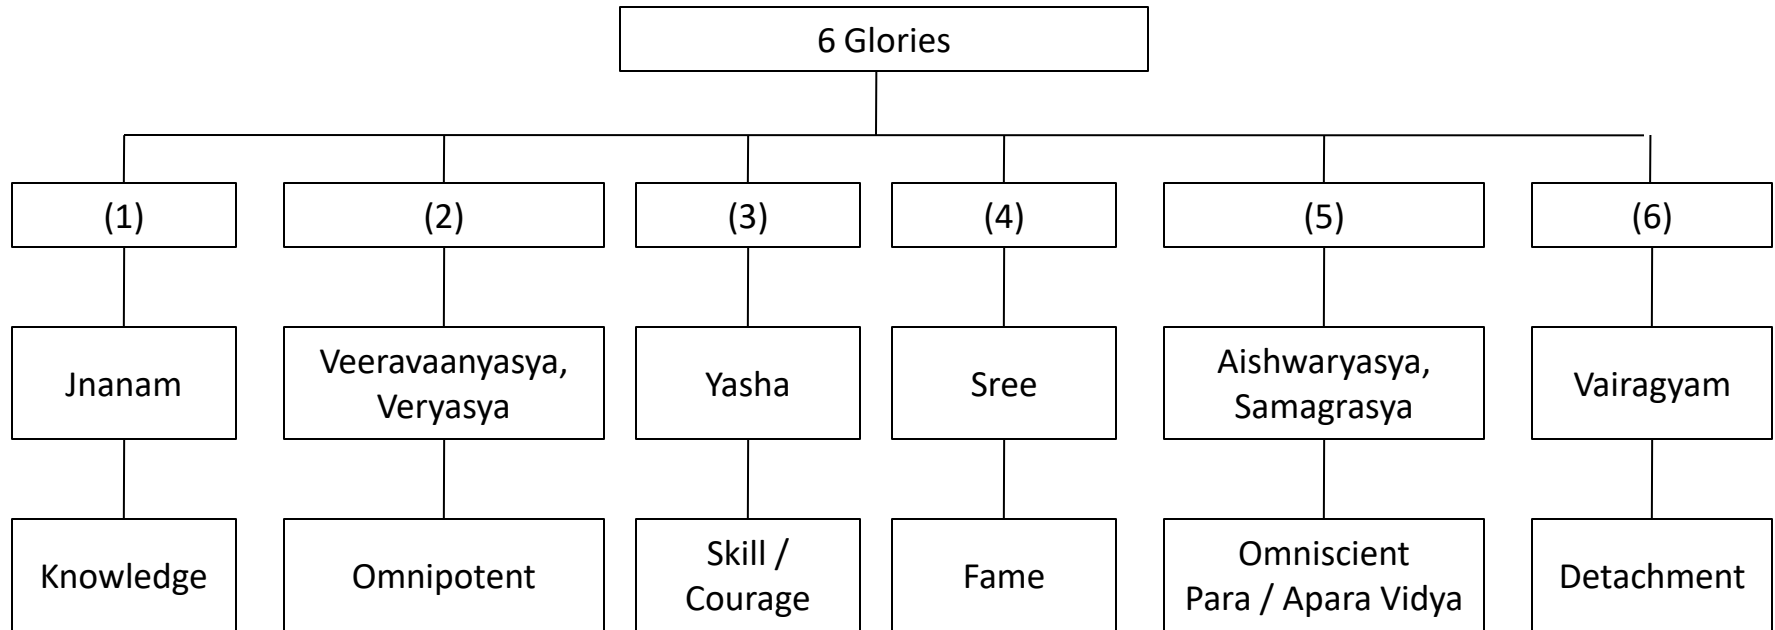 6 Glories
(1)
(2)
(3)
(4)
(5)
(6)
Jnanam
Veeravaanyasya,
Veryasya
Yasha
Sree
Aishwaryasya,
Samagrasya
Vairagyam
Knowledge
Omnipotent
Skill /
Courage
Fame
Omniscient
Para / Apara Vidya
Detachment